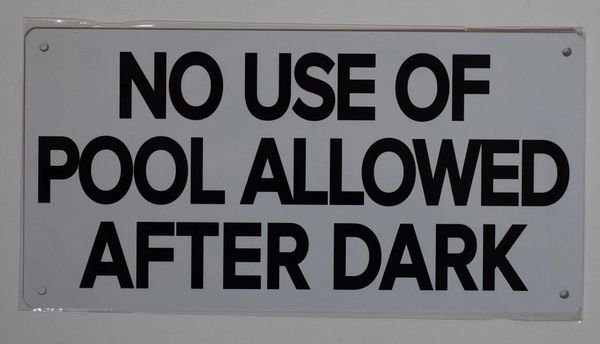 NO USE OF
POOL ALLOWED
AFTER DARK